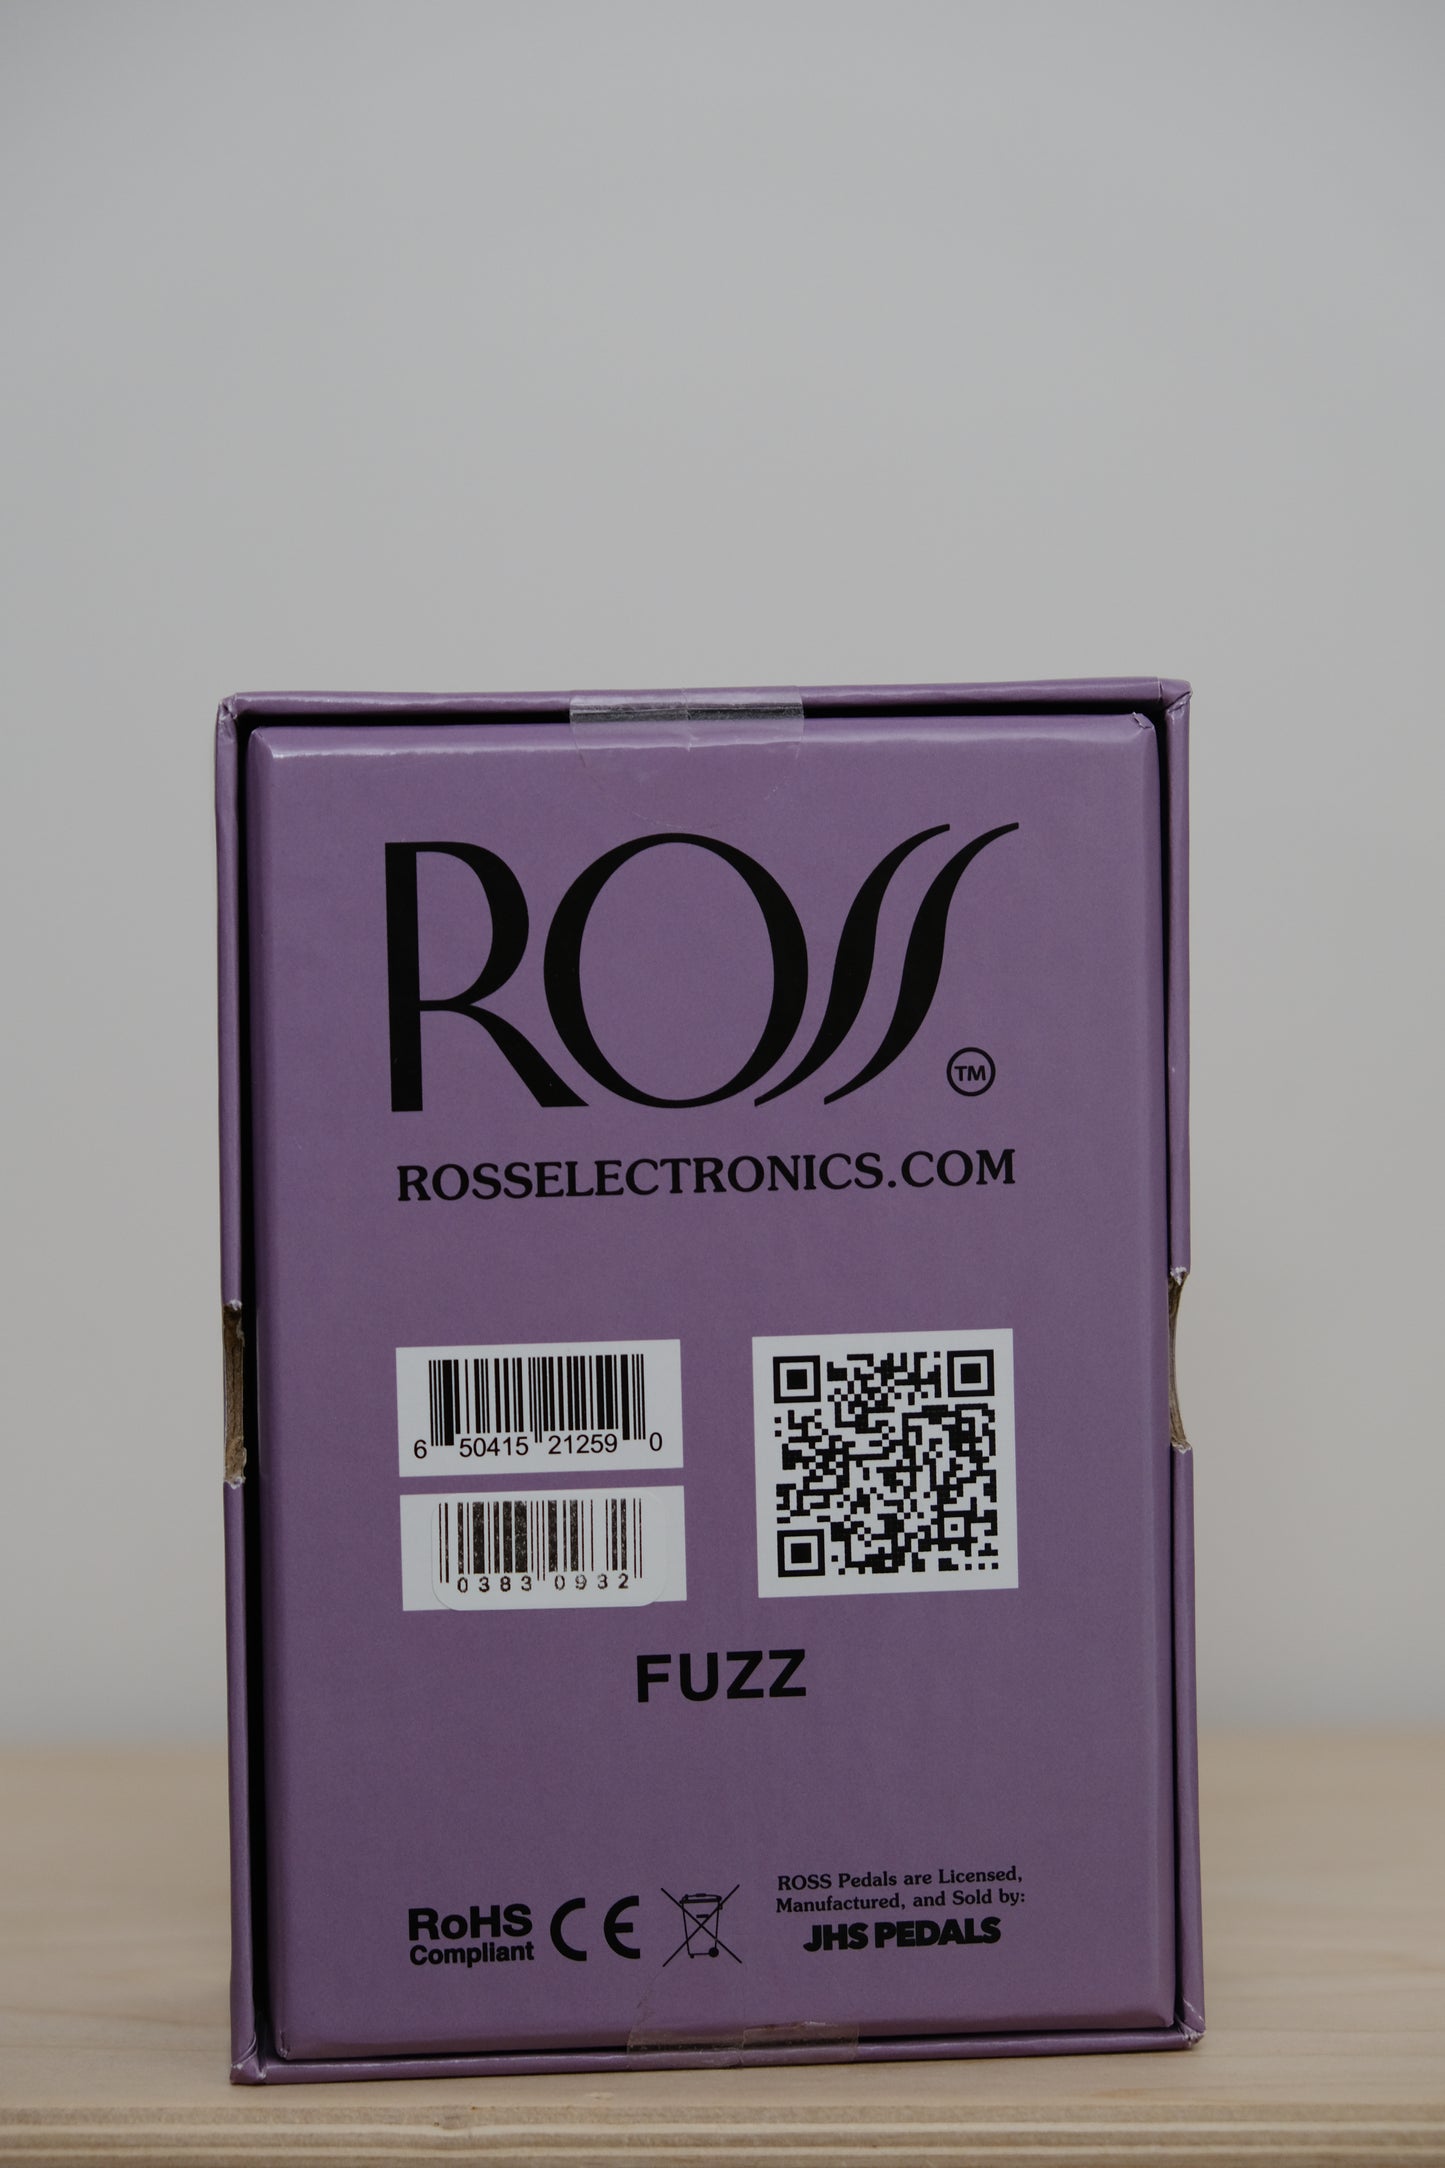 ROSS
TM
ROSSELECTRONICS.COM
6 50415 21259 0
0383 0932
FUZZ
RoHS
Compliant
CE
ROSS Pedals are Licensed,
Manufactured, and Sold by:
JHS PEDALS